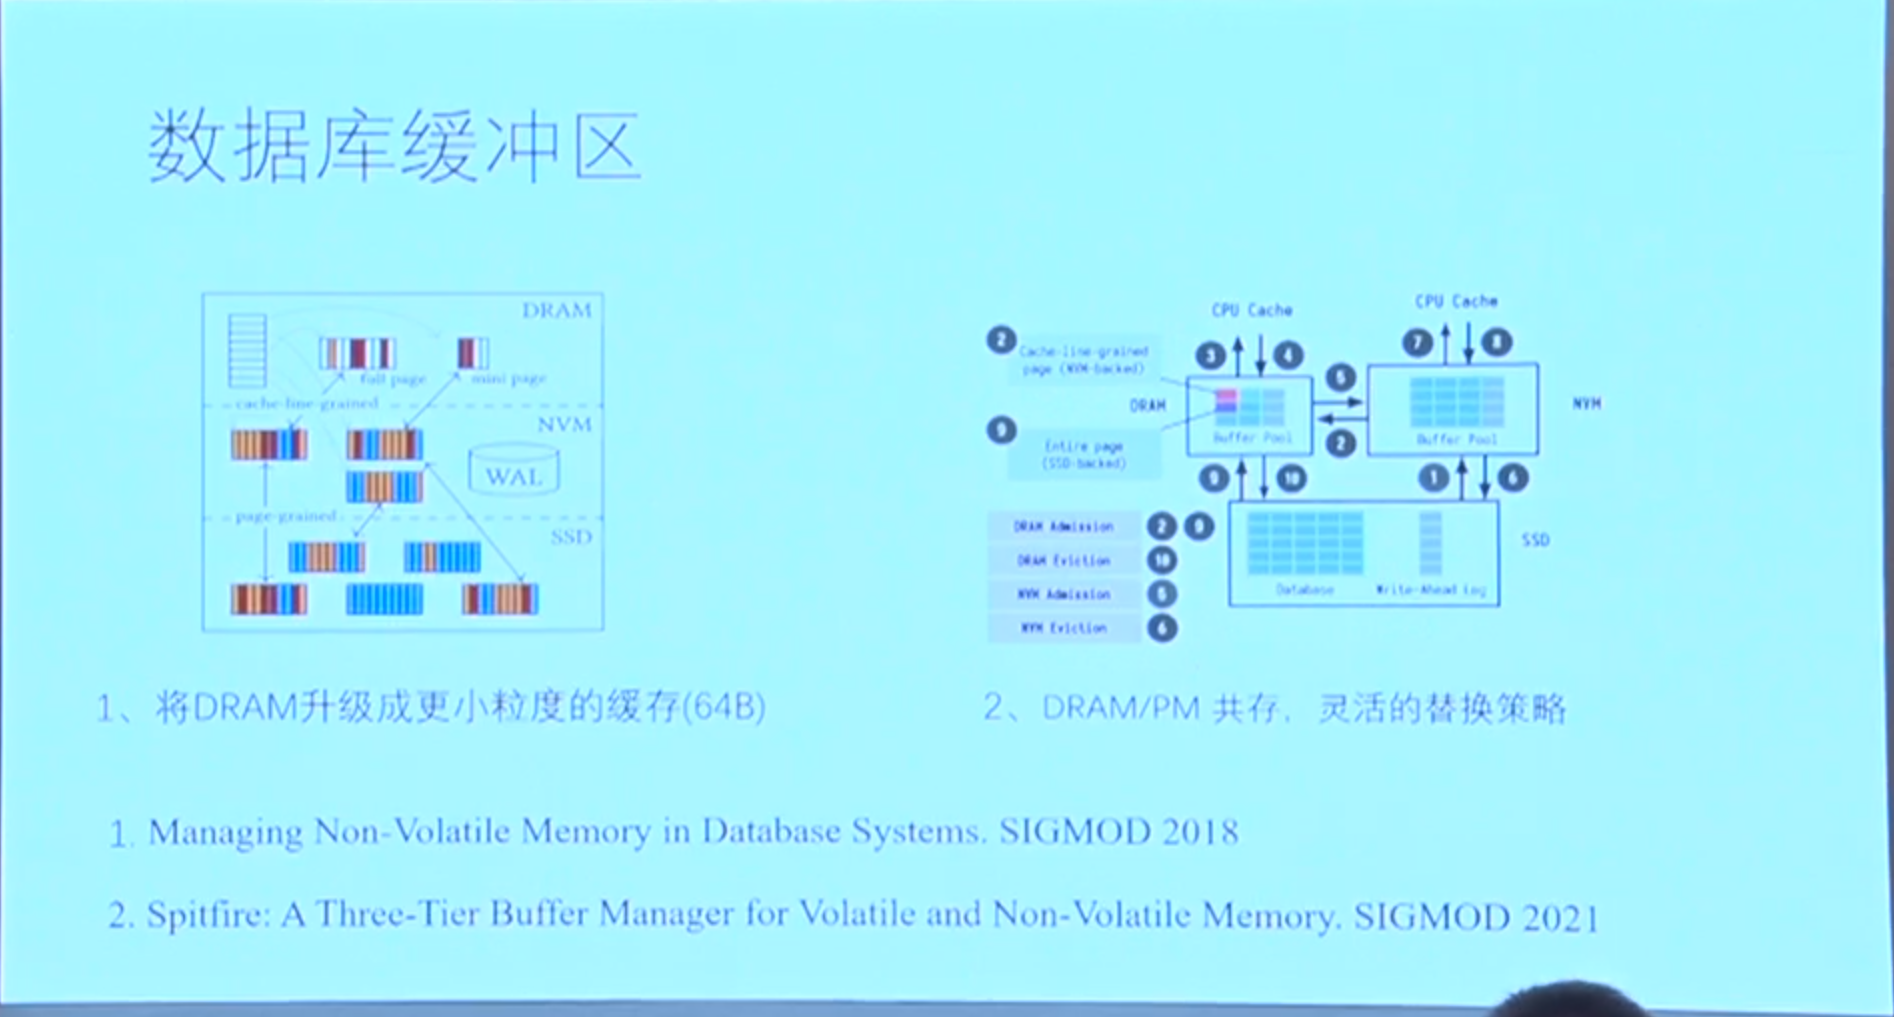 数据库缓冲区
DRAM
full page
mini page
cache-line-grained
NVM
WAL
page-grained
SSD
1、将DRAM升级成更小粒度的缓存(64B)
CPU Cache
CPU Cache
2
Cache-line-grained
page (NVM-backed)
3
4
7
8
5
DRAM
NVM
9
Entire page
(SSD-backed)
Buffer Pool
2
Buffer Pool
9
10
1
6
DRAM Admission 2 9
DRAM Eviction 10
NVM Admission 5
NVM Eviction 6
SSD
Database
Write-Ahead Log
2、DRAM/PM 共存，灵活的替换策略
1. Managing Non-Volatile Memory in Database Systems. SIGMOD 2018
2. Spitfire: A Three-Tier Buffer Manager for Volatile and Non-Volatile Memory. SIGMOD 2021